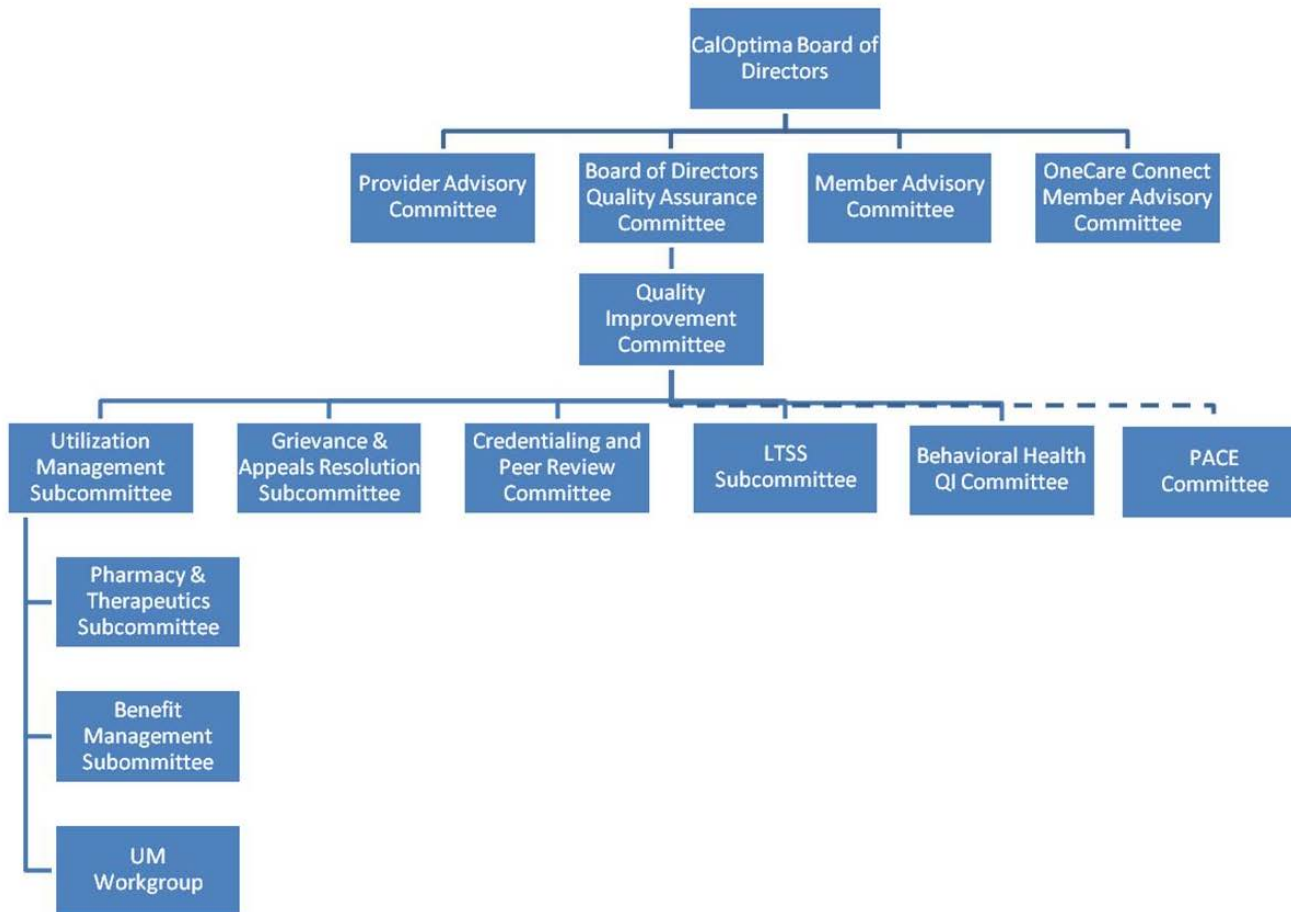 CalOptima Board of
Directors
Provider Advisory
Committee
Board of Directors
Quality Assurance
Committee
Member Advisory
Committee
OneCare Connect
Member Advisory
Committee
Quality
Improvement
Committee
Utilization
Management
Subcommittee
Grievance &
Appeals Resolution
Subcommittee
Credentialing and
Peer Review
Committee
LTSS
Subcommittee
Behavioral Health
QI Committee
PACE
Committee
Pharmacy &
Therapeutics
Subcommittee
Benefit
Management
Subommittee
UM
Workgroup